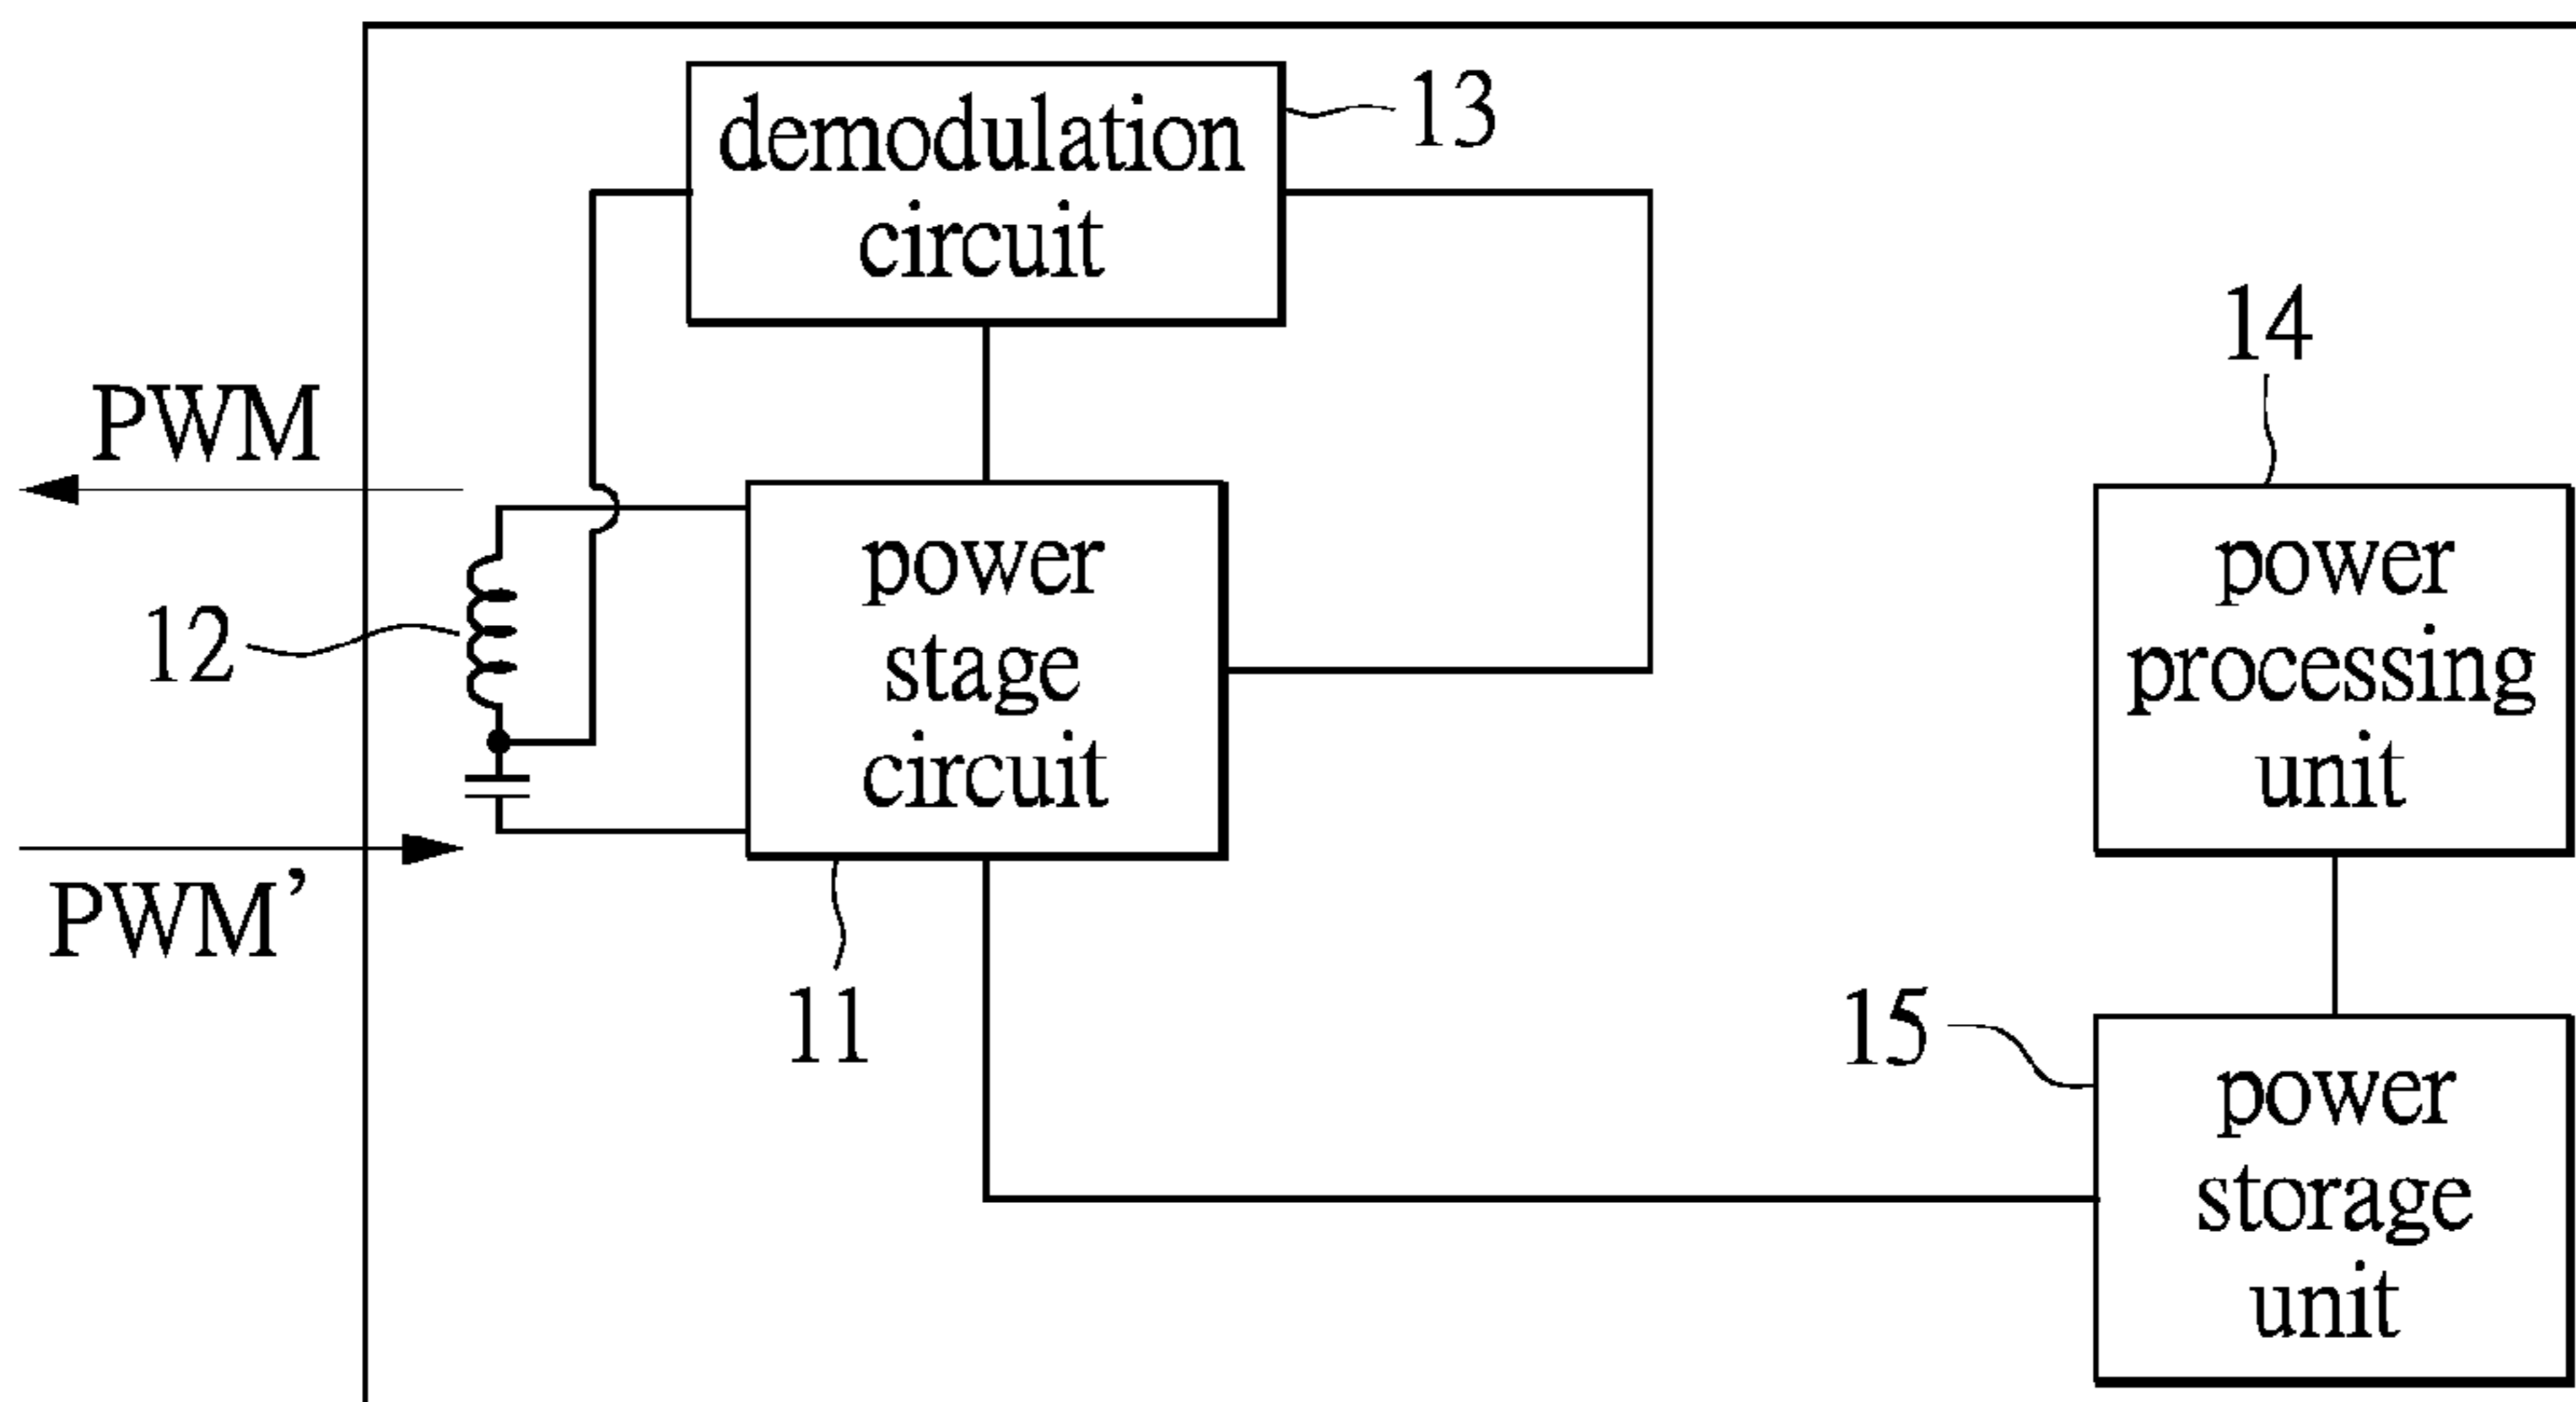 demodulation
circuit
13
14
PWM
power
stage
circuit
power
processing
unit
12
PWM’
11
15
power
storage
unit